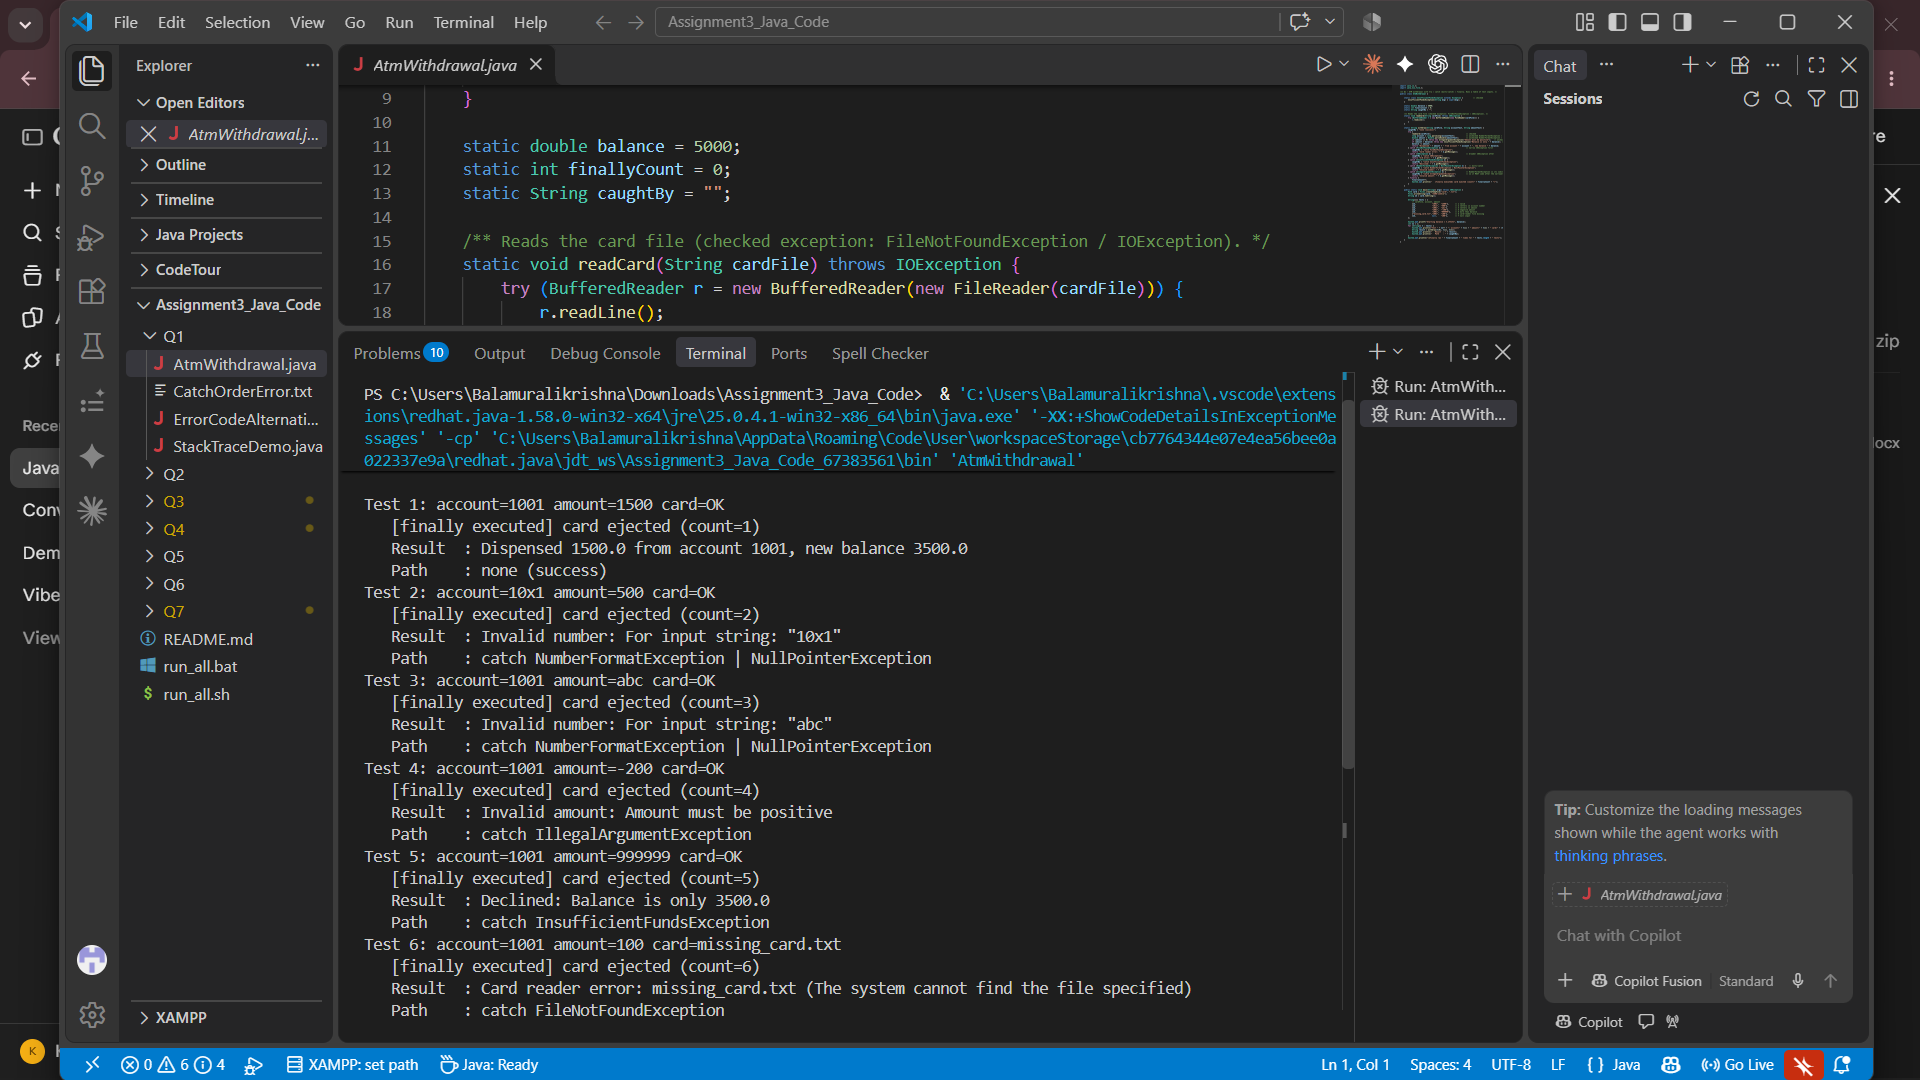 File Edit Selection View Go Run Terminal Help
Assignment3_Java_Code
Explorer
Open Editors
AtmWithdrawal.j...
Outline
Timeline
Java Projects
CodeTour
Assignment3_Java_Code
Q1
AtmWithdrawal.java
CatchOrderError.txt
ErrorCodeAlternati...
StackTraceDemo.java
Q2
Q3
Q4
Q5
Q6
Q7
README.md
run_all.bat
run_all.sh
XAMPP
AtmWithdrawal.java
9 }
10
11 static double balance = 5000;
12 static int finallyCount = 0;
13 static String caughtBy = "";
14
15 /** Reads the card file (checked exception: FileNotFoundException / IOException). */
16 static void readCard(String cardFile) throws IOException {
17 try (BufferedReader r = new BufferedReader(new FileReader(cardFile))) {
18 r.readLine();
Problems 10 Output Debug Console Terminal Ports Spell Checker
PS C:\Users\Balamuralikrishna\Downloads\Assignment3_Java_Code> & 'C:\Users\Balamuralikrishna\.vscode\extens
ions\redhat.java-1.58.0-win32-x64\jre\25.0.4.1-win32-x86_64\bin\java.exe' '-XX:+ShowCodeDetailsInExceptionMe
ssages' '-cp' 'C:\Users\Balamuralikrishna\AppData\Roaming\Code\User\workspaceStorage\cb7764344e07e4ea56bee0a
022337e9a\redhat.java\jdt_ws\Assignment3_Java_Code_67383561\bin' 'AtmWithdrawal'
Test 1: account=1001 amount=1500 card=OK
[finally executed] card ejected (count=1)
Result : Dispensed 1500.0 from account 1001, new balance 3500.0
Path : none (success)
Test 2: account=10x1 amount=500 card=OK
[finally executed] card ejected (count=2)
Result : Invalid number: For input string: "10x1"
Path : catch NumberFormatException | NullPointerException
Test 3: account=1001 amount=abc card=OK
[finally executed] card ejected (count=3)
Result : Invalid number: For input string: "abc"
Path : catch NumberFormatException | NullPointerException
Test 4: account=1001 amount=-200 card=OK
[finally executed] card ejected (count=4)
Result : Invalid amount: Amount must be positive
Path : catch IllegalArgumentException
Test 5: account=1001 amount=999999 card=OK
[finally executed] card ejected (count=5)
Result : Declined: Balance is only 3500.0
Path : catch InsufficientFundsException
Test 6: account=1001 amount=100 card=missing_card.txt
[finally executed] card ejected (count=6)
Result : Card reader error: missing_card.txt (The system cannot find the file specified)
Path : catch FileNotFoundException
Run: AtmWith...
Run: AtmWith...
Chat
Sessions
Tip: Customize the loading messages
shown while the agent works with
thinking phrases.
AtmWithdrawal.java
Chat with Copilot
Copilot Fusion Standard
Copilot
Recen
Java
Conv
Dem
Vibe
View
K
re
zip
ocx
0 6 4 XAMPP: set path Java: Ready Ln 1, Col 1 Spaces: 4 UTF-8 LF { } Java Go Live